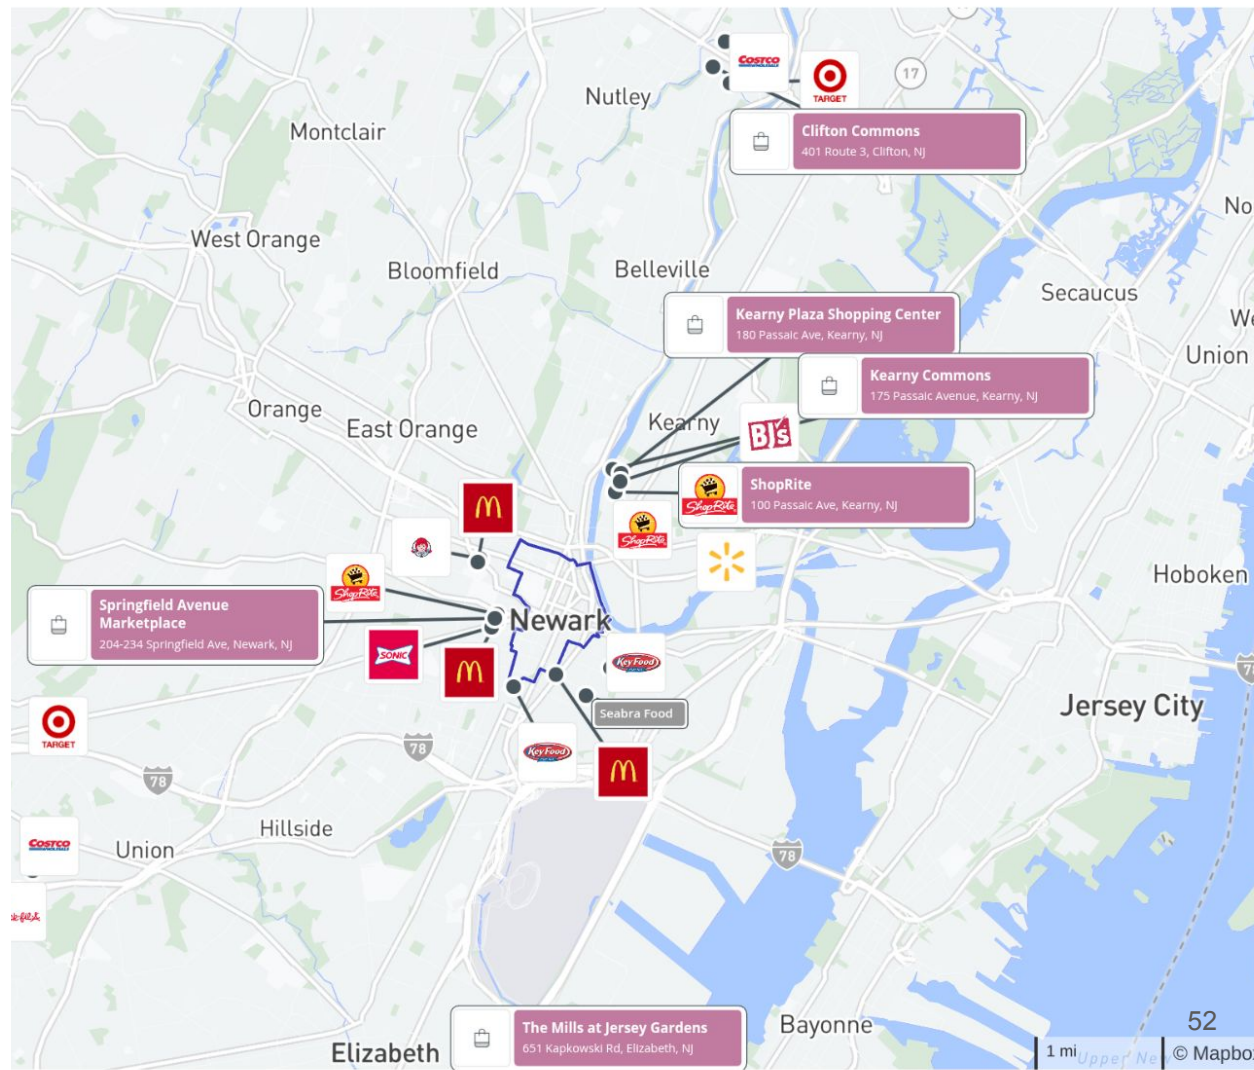 COSTCO
WHOLESALE
TARGET
17
Nutley
Clifton Commons
401 Route 3, Clifton, NJ
Montclair
No
West Orange
Bloomfield
Belleville
Secaucus
Kearny Plaza Shopping Center
180 Passaic Ave, Kearny, NJ
We
Union
Kearny Commons
175 Passaic Avenue, Kearny, NJ
Orange
East Orange
Kearny
BJ's
ShopRite
ShopRite
100 Passaic Ave, Kearny, NJ
ShopRite
Hoboken
ShopRite
Springfield Avenue
Marketplace
204-234 Springfield Ave, Newark, NJ
Newark
SONIC
Key Food
78
Seabra Food
Jersey City
TARGET
78
Key Food
78
Hillside
Union
COSTCO
WHOLESALE
78
The Mills at Jersey Gardens
651 Kapkowski Rd, Elizabeth, NJ
Elizabeth
Bayonne
52
1 mi
Upper New
© Mapbox